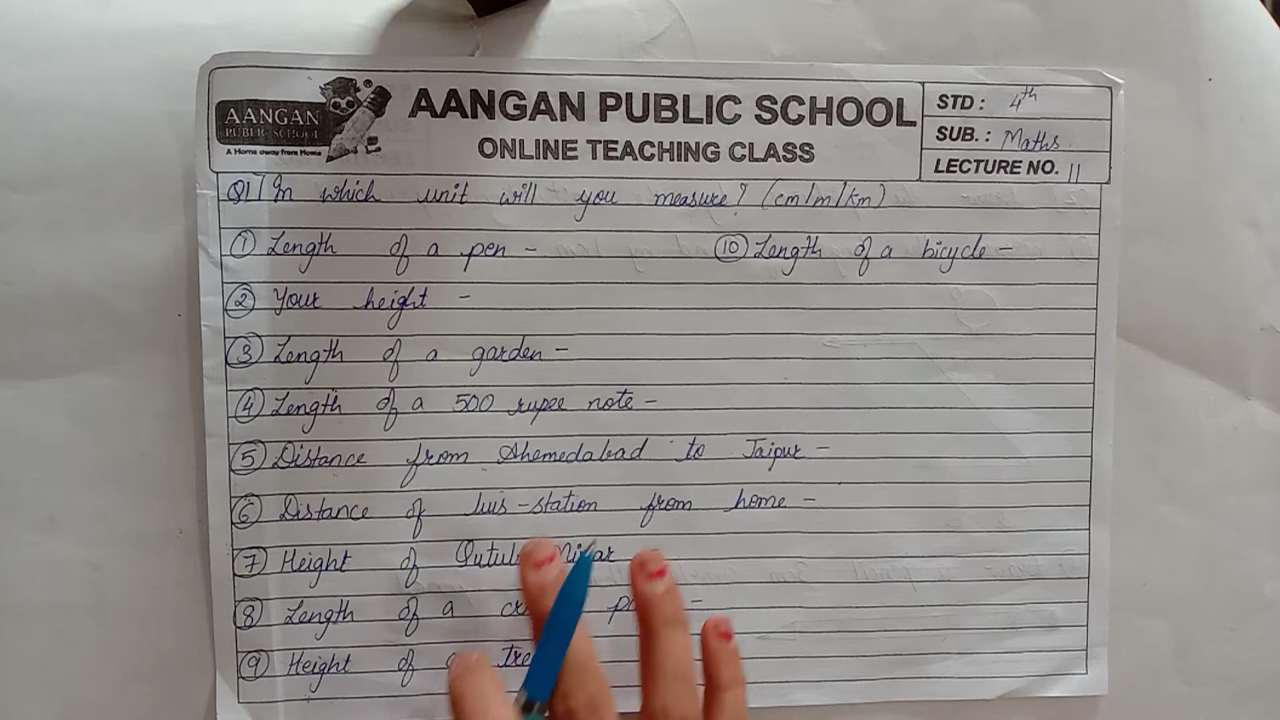 AANGAN
PUBLIC SCHOOL
A Home away from Home
AANGAN PUBLIC SCHOOL
ONLINE TEACHING CLASS
STD : 4th
SUB. : Maths
LECTURE NO. 11
Q1/ In which unit will you measure? (cm/m/km)
① Length of a pen -
⑩ Length of a bicycle -
② Your height -
③ Length of a garden -
④ Length of a 500 rupee note -
⑤ Distance from Ahemedabad to Jaipur -
⑥ Distance of bus-station from home -
⑦ Height of Qutub Minar
⑧ Length of a -
⑨ Height of